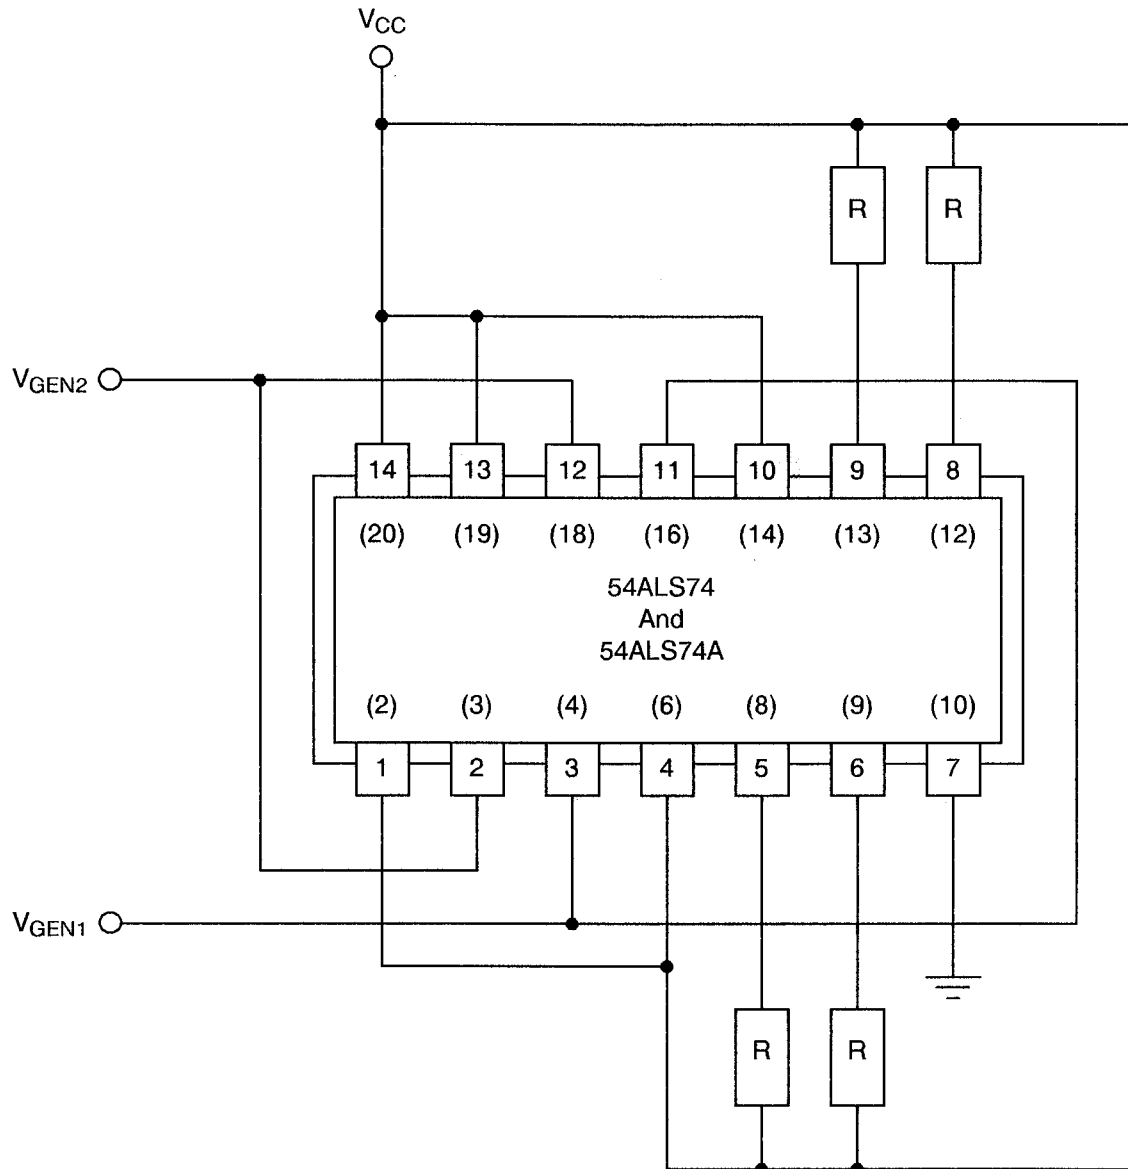 VCC
R R
VGEN2
14 13 12 11 10 9 8
(20) (19) (18) (16) (14) (13) (12)
54ALS74
And
54ALS74A
(2) (3) (4) (6) (8) (9) (10)
1 2 3 4 5 6 7
VGEN1
R R